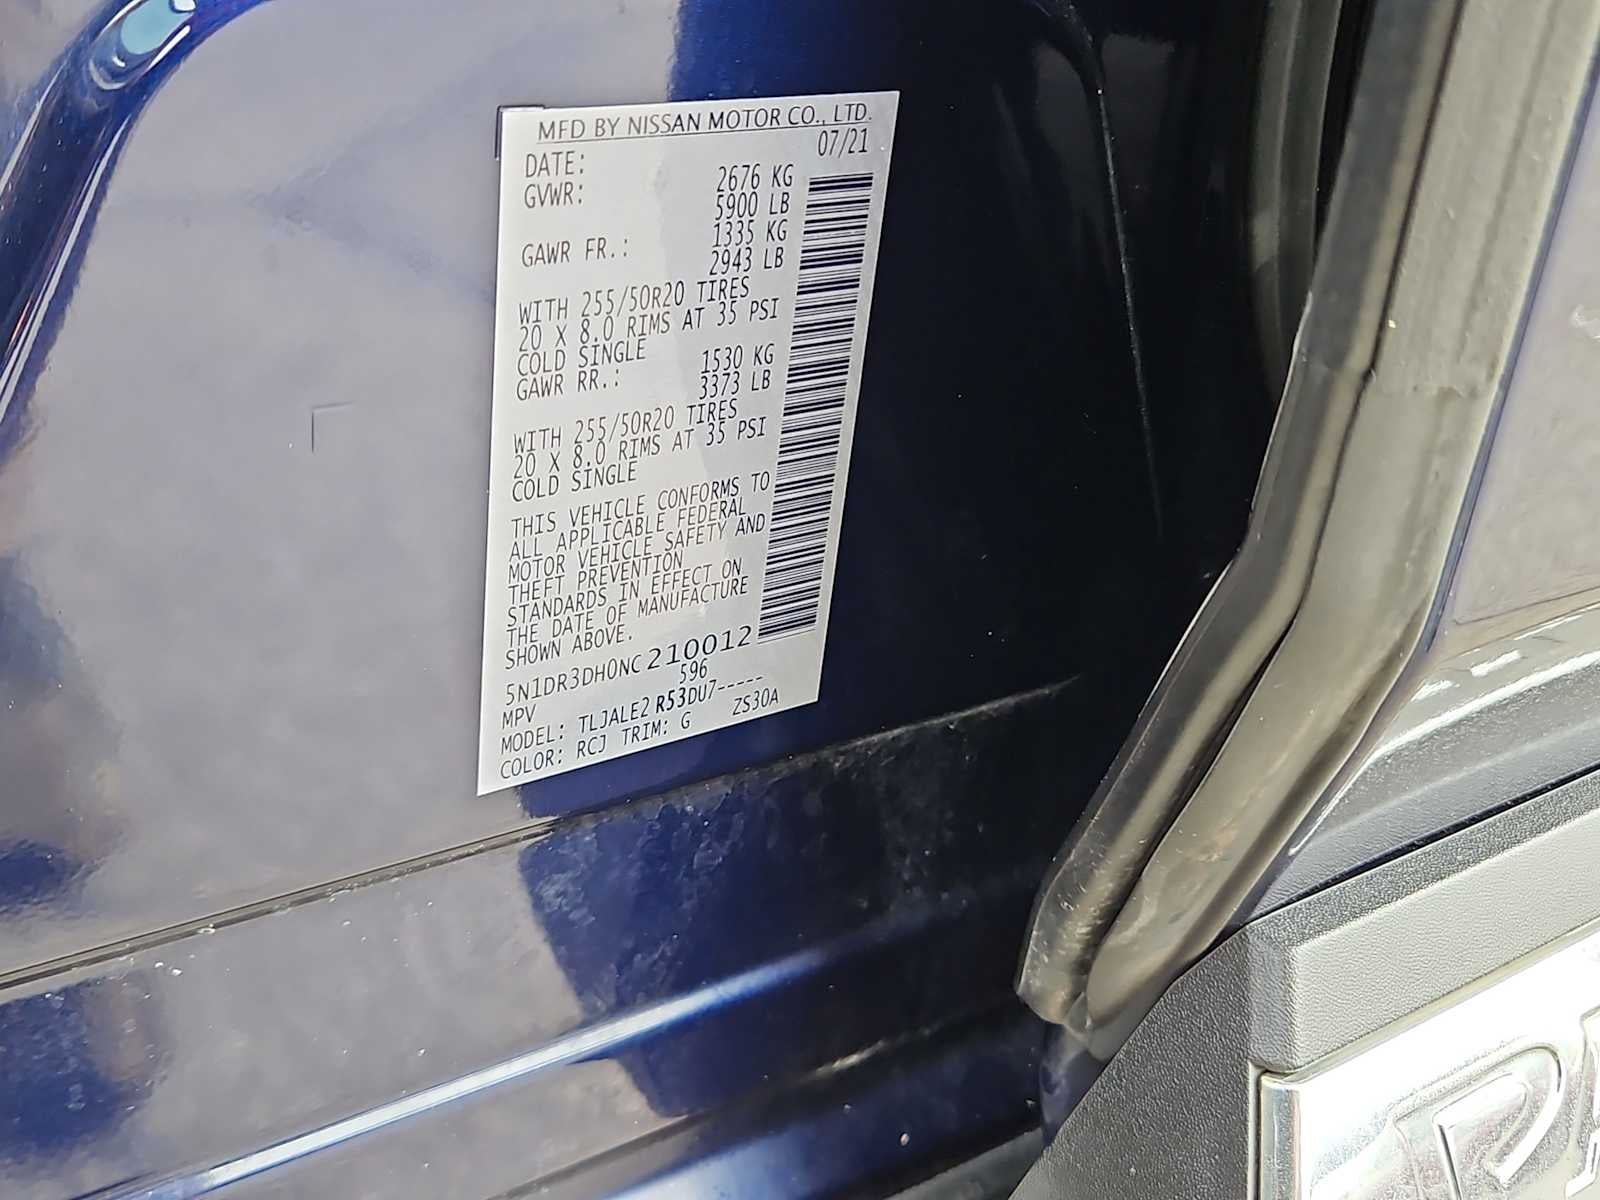 MFD BY NISSAN MOTOR CO., LTD.
DATE: 07/21
GVWR: 2676 KG
5900 LB
GAWR FR.: 1335 KG
2943 LB
WITH 255/50R20 TIRES
20 X 8.0 RIMS AT 35 PSI
COLD SINGLE
GAWR RR.: 1530 KG
3373 LB
WITH 255/50R20 TIRES
20 X 8.0 RIMS AT 35 PSI
COLD SINGLE
THIS VEHICLE CONFORMS TO
ALL APPLICABLE FEDERAL
MOTOR VEHICLE SAFETY AND
THEFT PREVENTION
STANDARDS IN EFFECT ON
THE DATE OF MANUFACTURE
SHOWN ABOVE.
5N1DR3DH0NC210012
MPV 596
MODEL: TLJALE2 R53DU7-----
COLOR: RCJ TRIM: G ZS30A